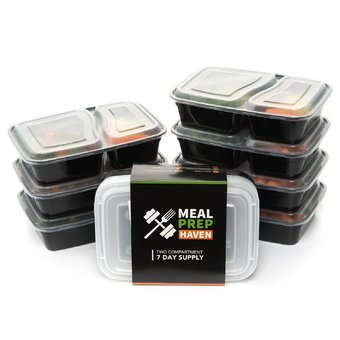 MEAL
PREP
HAVEN
TWO COMPARTMENT
7 DAY SUPPLY